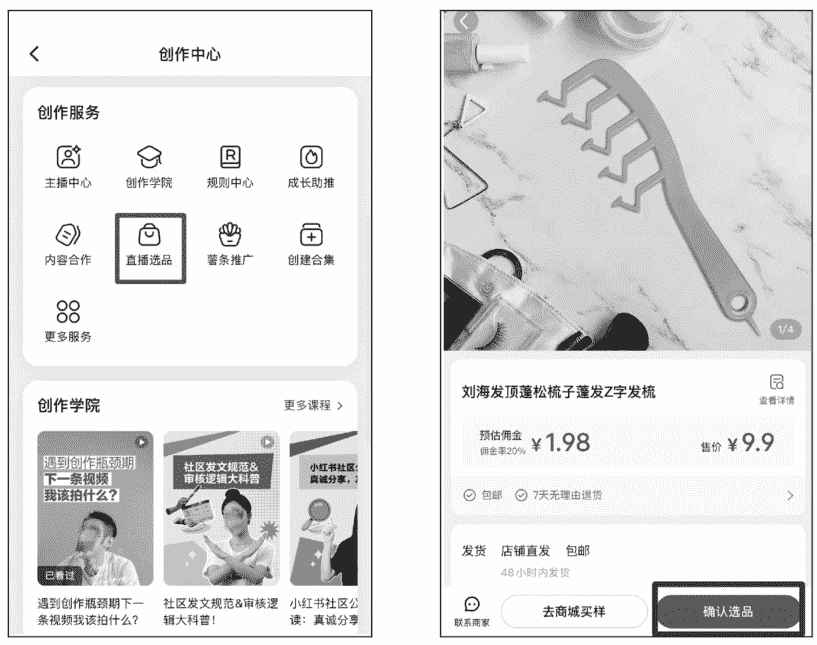 创作中心
创作服务
主播中心
创作学院
规则中心
成长助推
内容合作
直播选品
薯条推广
创建合集
更多服务
创作学院
更多课程
遇到创作瓶颈期
下一条视频
我该拍什么?
已看过
遇到创作瓶颈期下一
条视频我该拍什么?
社区发文规范&
审核逻辑大科普
社区发文规范&审核逻
辑大科普!
小红书社区公
真诚分享,
小红书社区公
读:真诚分享
1/4
刘海发顶蓬松梳子蓬发Z字发梳
查看详情
预估佣金
佣金率20%
¥1.98
售价 ¥9.9
包邮
7天无理由退货
发货 店铺直发 包邮
48小时内发货
联系商家
去商城买样
确认选品